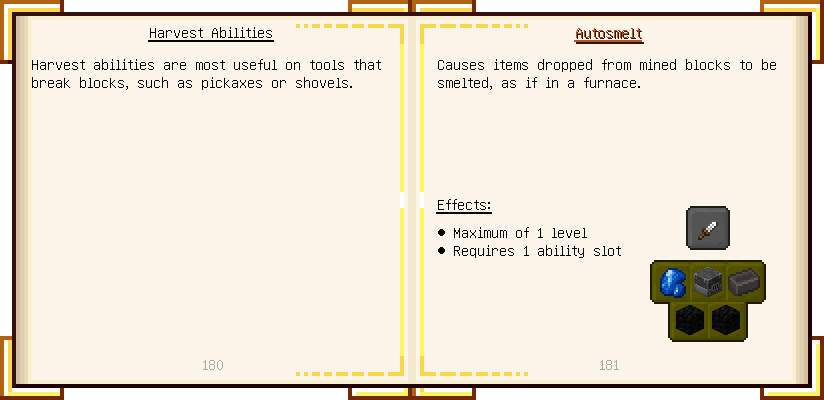 Harvest Abilities
Harvest abilities are most useful on tools that
break blocks, such as pickaxes or shovels.
180
Autosmelt
Causes items dropped from mined blocks to be
smelted, as if in a furnace.
Effects:
• Maximum of 1 level
• Requires 1 ability slot
181